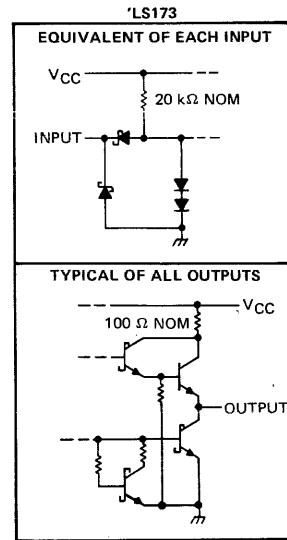 'LS173
EQUIVALENT OF EACH INPUT
VCC
20 kΩ NOM
INPUT
TYPICAL OF ALL OUTPUTS
VCC
100 Ω NOM
OUTPUT